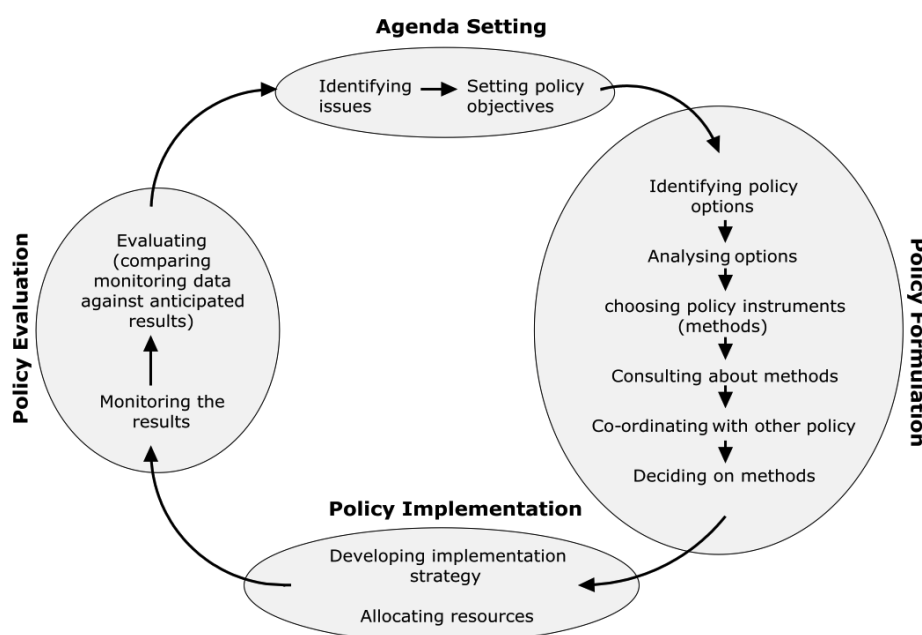 Agenda Setting
Identifying
issues
Setting policy
objectives
Policy Formulation
Identifying policy
options
Analysing options
choosing policy instruments
(methods)
Consulting about methods
Co-ordinating with other policy
Deciding on methods
Policy Implementation
Developing implementation
strategy
Allocating resources
Policy Evaluation
Evaluating
(comparing
monitoring data
against anticipated
results)
Monitoring the
results